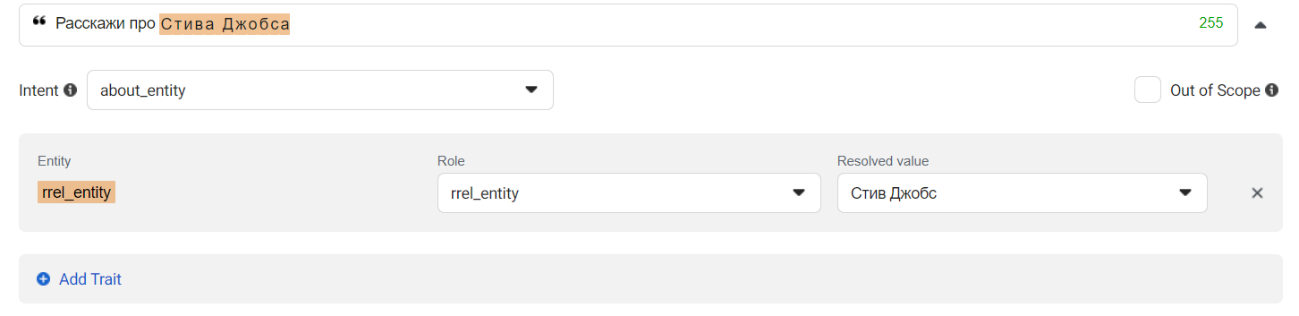 ❝ Расскажи про Стива Джобса 255
Intent about_entity Out of Scope
Entity Role Resolved value
rrel_entity rrel_entity Стив Джобс ×
Add Trait